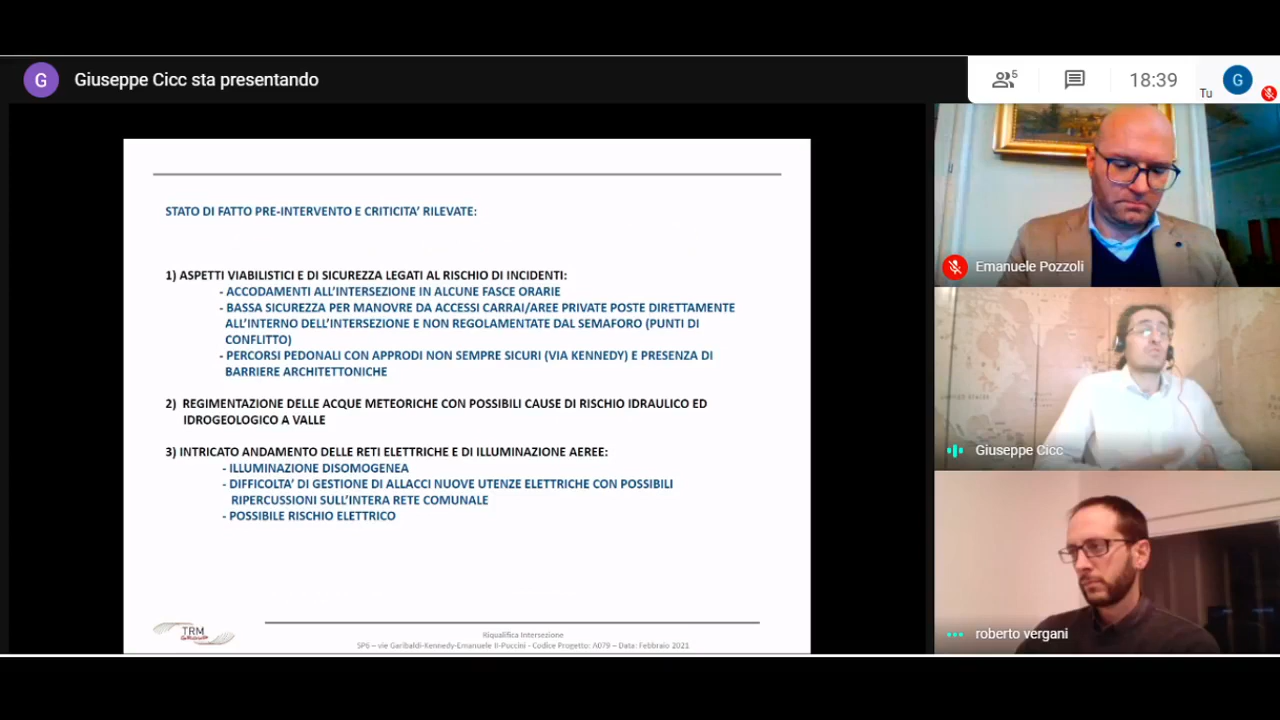 G Giuseppe Cicc sta presentando
5 18:39 Tu G
STATO DI FATTO PRE-INTERVENTO E CRITICITA' RILEVATE:
1) ASPETTI VIABILISTICI E DI SICUREZZA LEGATI AL RISCHIO DI INCIDENTI:
- ACCODAMENTI ALL'INTERSEZIONE IN ALCUNE FASCE ORARIE
- BASSA SICUREZZA PER MANOVRE DA ACCESSI CARRAI/AREE PRIVATE POSTE DIRETTAMENTE
ALL'INTERNO DELL'INTERSEZIONE E NON REGOLAMENTATE DAL SEMAFORO (PUNTI DI
CONFLITTO)
- PERCORSI PEDONALI CON APPRODI NON SEMPRE SICURI (VIA KENNEDY) E PRESENZA DI
BARRIERE ARCHITETTONICHE
2) REGIMENTAZIONE DELLE ACQUE METEORICHE CON POSSIBILI CAUSE DI RISCHIO IDRAULICO ED
IDROGEOLOGICO A VALLE
3) INTRICATO ANDAMENTO DELLE RETI ELETTRICHE E DI ILLUMINAZIONE AEREE:
- ILLUMINAZIONE DISOMOGENEA
- DIFFICOLTA' DI GESTIONE DI ALLACCI NUOVE UTENZE ELETTRICHE CON POSSIBILI
RIPERCUSSIONI SULL'INTERA RETE COMUNALE
- POSSIBILE RISCHIO ELETTRICO
TRM
Riqualifica Intersezione
SP6 – vie Garibaldi-Kennedy-Emanuele II-Puccini - Codice Progetto: A079 – Data: Febbraio 2021
Emanuele Pozzoli
Giuseppe Cicc
roberto vergani